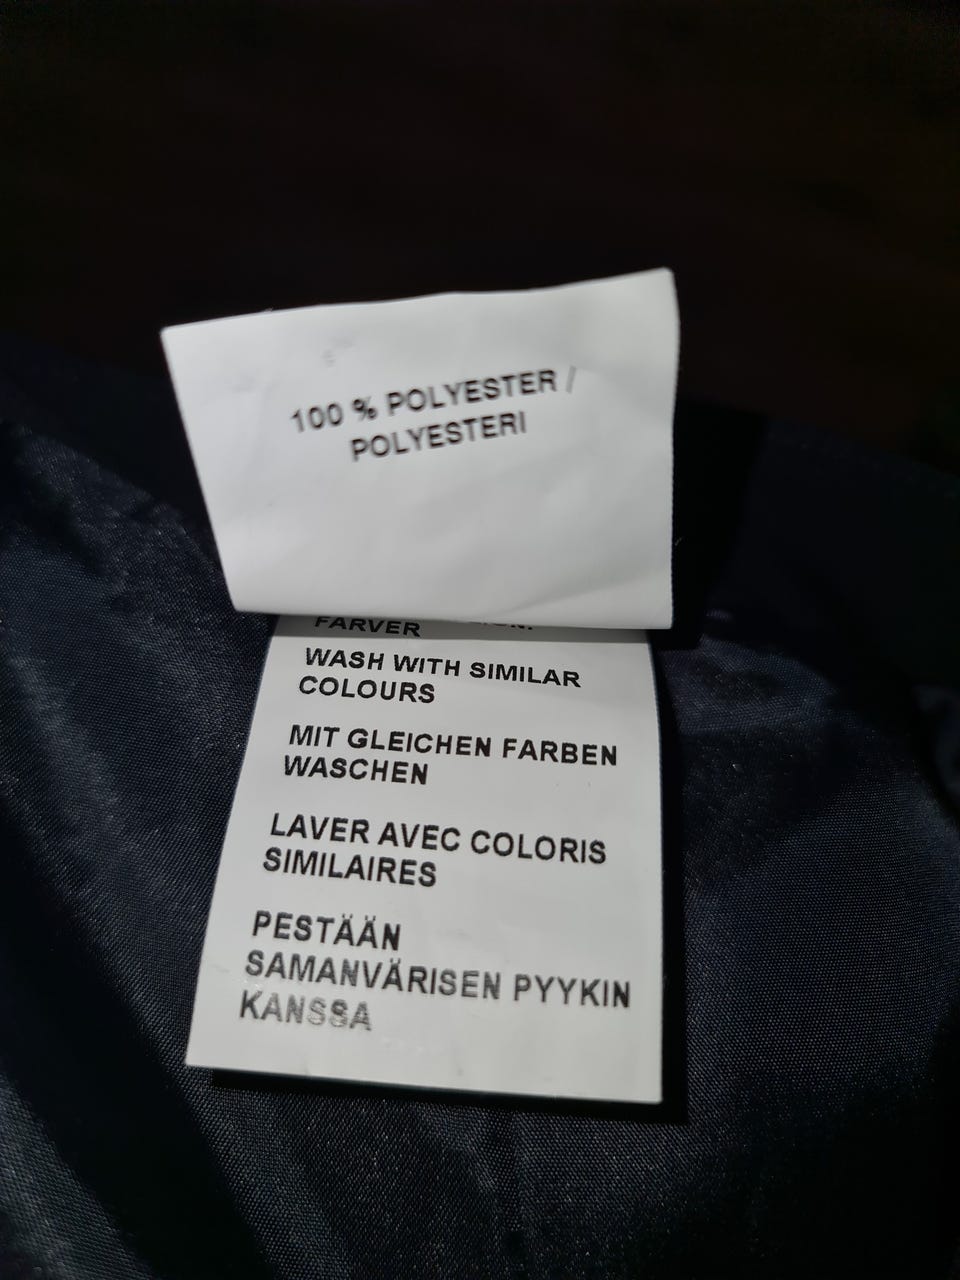 100 % POLYESTER /
POLYESTERI
FARVER
WASH WITH SIMILAR
COLOURS
MIT GLEICHEN FARBEN
WASCHEN
LAVER AVEC COLORIS
SIMILAIRES
PESTÄÄN
SAMANVÄRISEN PYYKIN
KANSSA